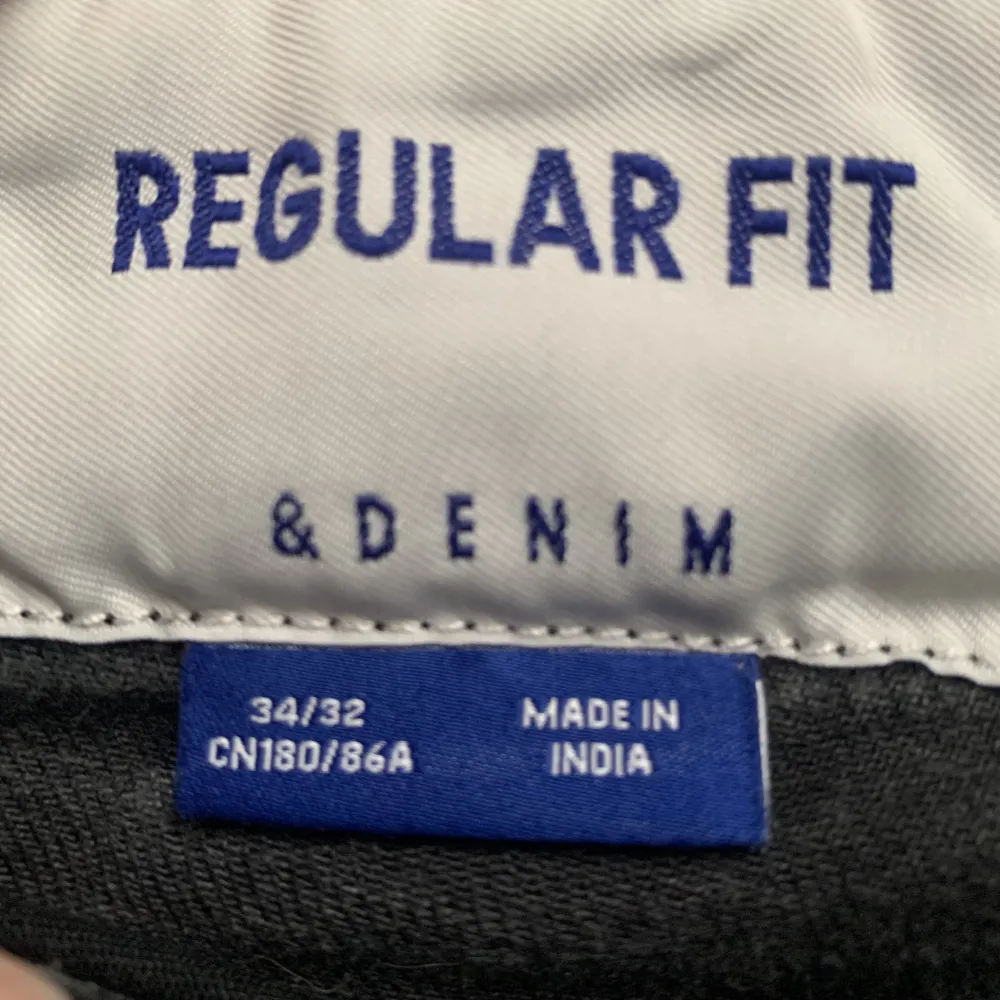 REGULAR FIT
& DENIM
34/32
CN180/86A
MADE IN
INDIA